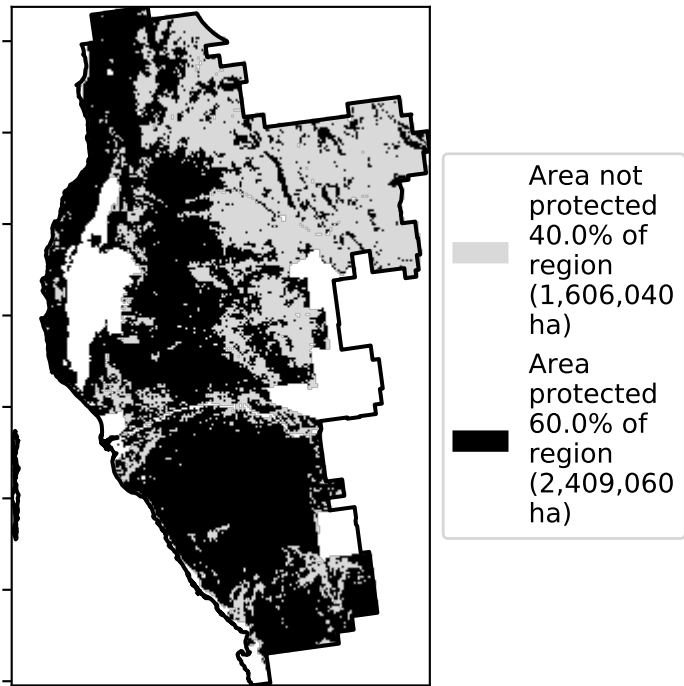 Area not
protected
40.0% of
region
(1,606,040
ha)
Area
protected
60.0% of
region
(2,409,060
ha)